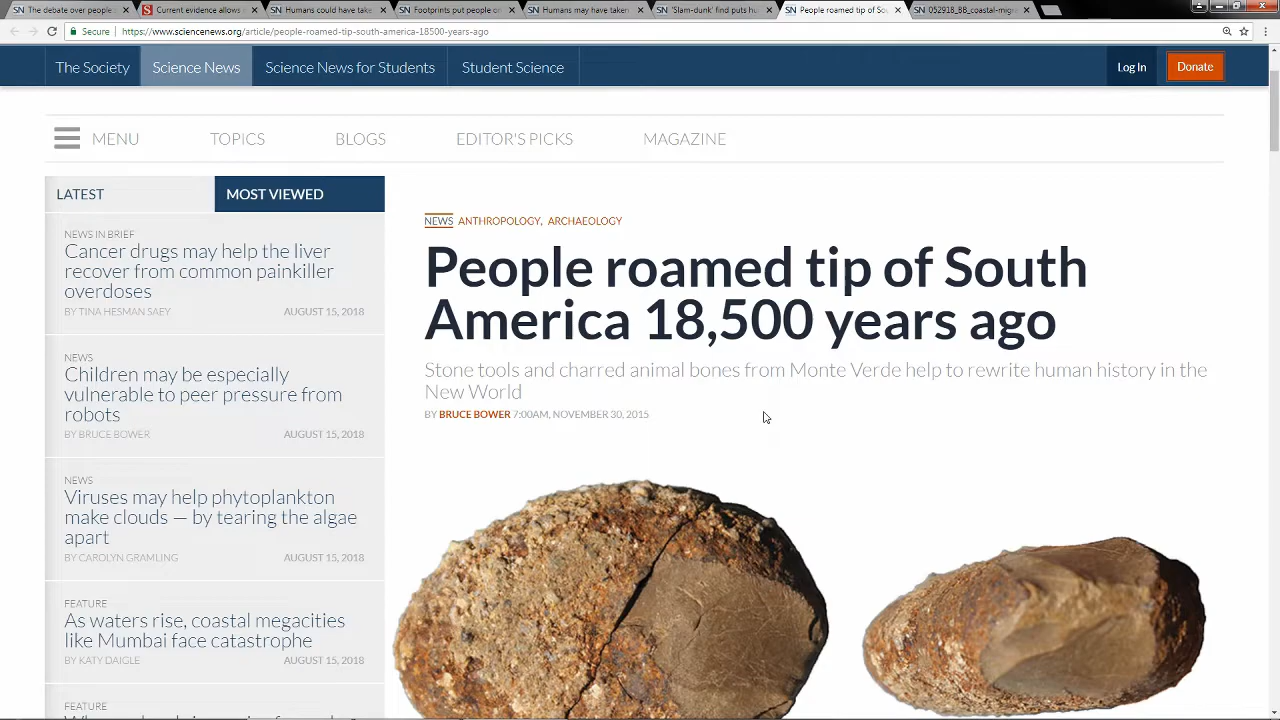 The debate over people
Current evidence allows
Humans could have take
Footprints put people on
Humans may have taken
'Slam-dunk' find puts hu
People roamed tip of Sou
052918_BB_coastal-migra
Secure | https://www.sciencenews.org/article/people-roamed-tip-south-america-18500-years-ago
The Society Science News Science News for Students Student Science Log In Donate
MENU TOPICS BLOGS EDITOR'S PICKS MAGAZINE
LATEST MOST VIEWED
NEWS IN BRIEF
Cancer drugs may help the liver
recover from common painkiller
overdoses
BY TINA HESMAN SAEY AUGUST 15, 2018
NEWS
Children may be especially
vulnerable to peer pressure from
robots
BY BRUCE BOWER AUGUST 15, 2018
NEWS
Viruses may help phytoplankton
make clouds — by tearing the algae
apart
BY CAROLYN GRAMLING AUGUST 15, 2018
FEATURE
As waters rise, coastal megacities
like Mumbai face catastrophe
BY KATY DAIGLE AUGUST 15, 2018
FEATURE
NEWS ANTHROPOLOGY, ARCHAEOLOGY
People roamed tip of South
America 18,500 years ago
Stone tools and charred animal bones from Monte Verde help to rewrite human history in the
New World
BY BRUCE BOWER 7:00AM, NOVEMBER 30, 2015